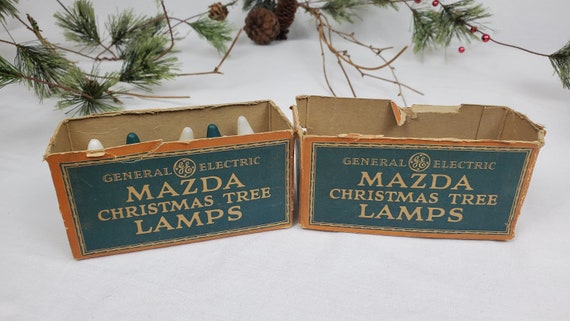 GENERAL GE ELECTRIC
MAZDA
CHRISTMAS TREE
LAMPS
GENERAL GE ELECTRIC
MAZDA
CHRISTMAS TREE
LAMPS